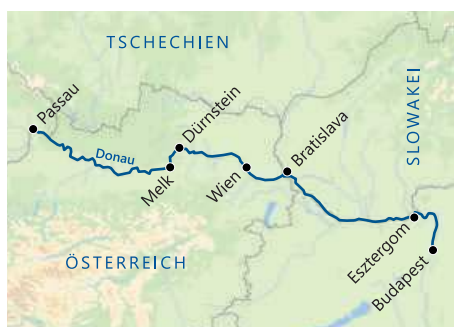 TSCHECHIEN
SLOWAKEI
Passau
Dürnstein
Donau
Melk
Wien
Bratislava
Esztergom
Budapest
ÖSTERREICH